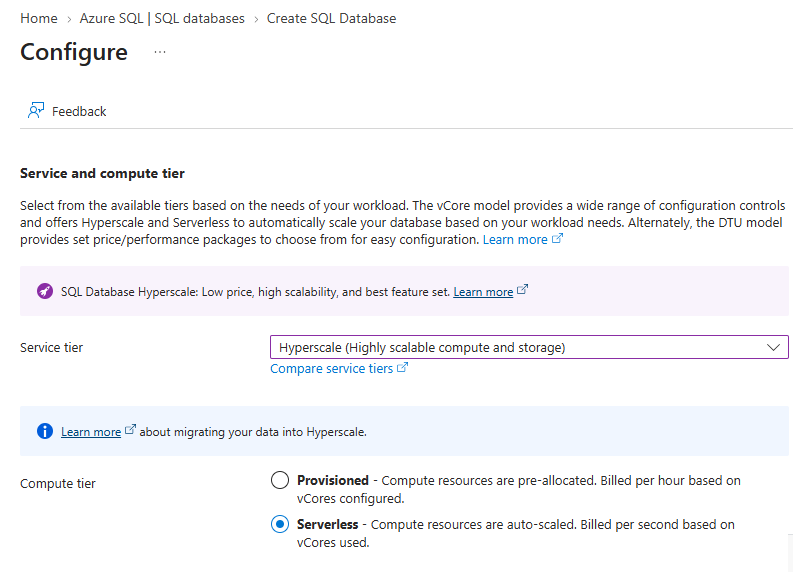 Home > Azure SQL | SQL databases > Create SQL Database
Configure ...
Feedback
Service and compute tier
Select from the available tiers based on the needs of your workload. The vCore model provides a wide range of configuration controls
and offers Hyperscale and Serverless to automatically scale your database based on your workload needs. Alternately, the DTU model
provides set price/performance packages to choose from for easy configuration. Learn more
SQL Database Hyperscale: Low price, high scalability, and best feature set. Learn more
Service tier
Hyperscale (Highly scalable compute and storage)
Compare service tiers
Learn more about migrating your data into Hyperscale.
Compute tier
Provisioned - Compute resources are pre-allocated. Billed per hour based on
vCores configured.
Serverless - Compute resources are auto-scaled. Billed per second based on
vCores used.